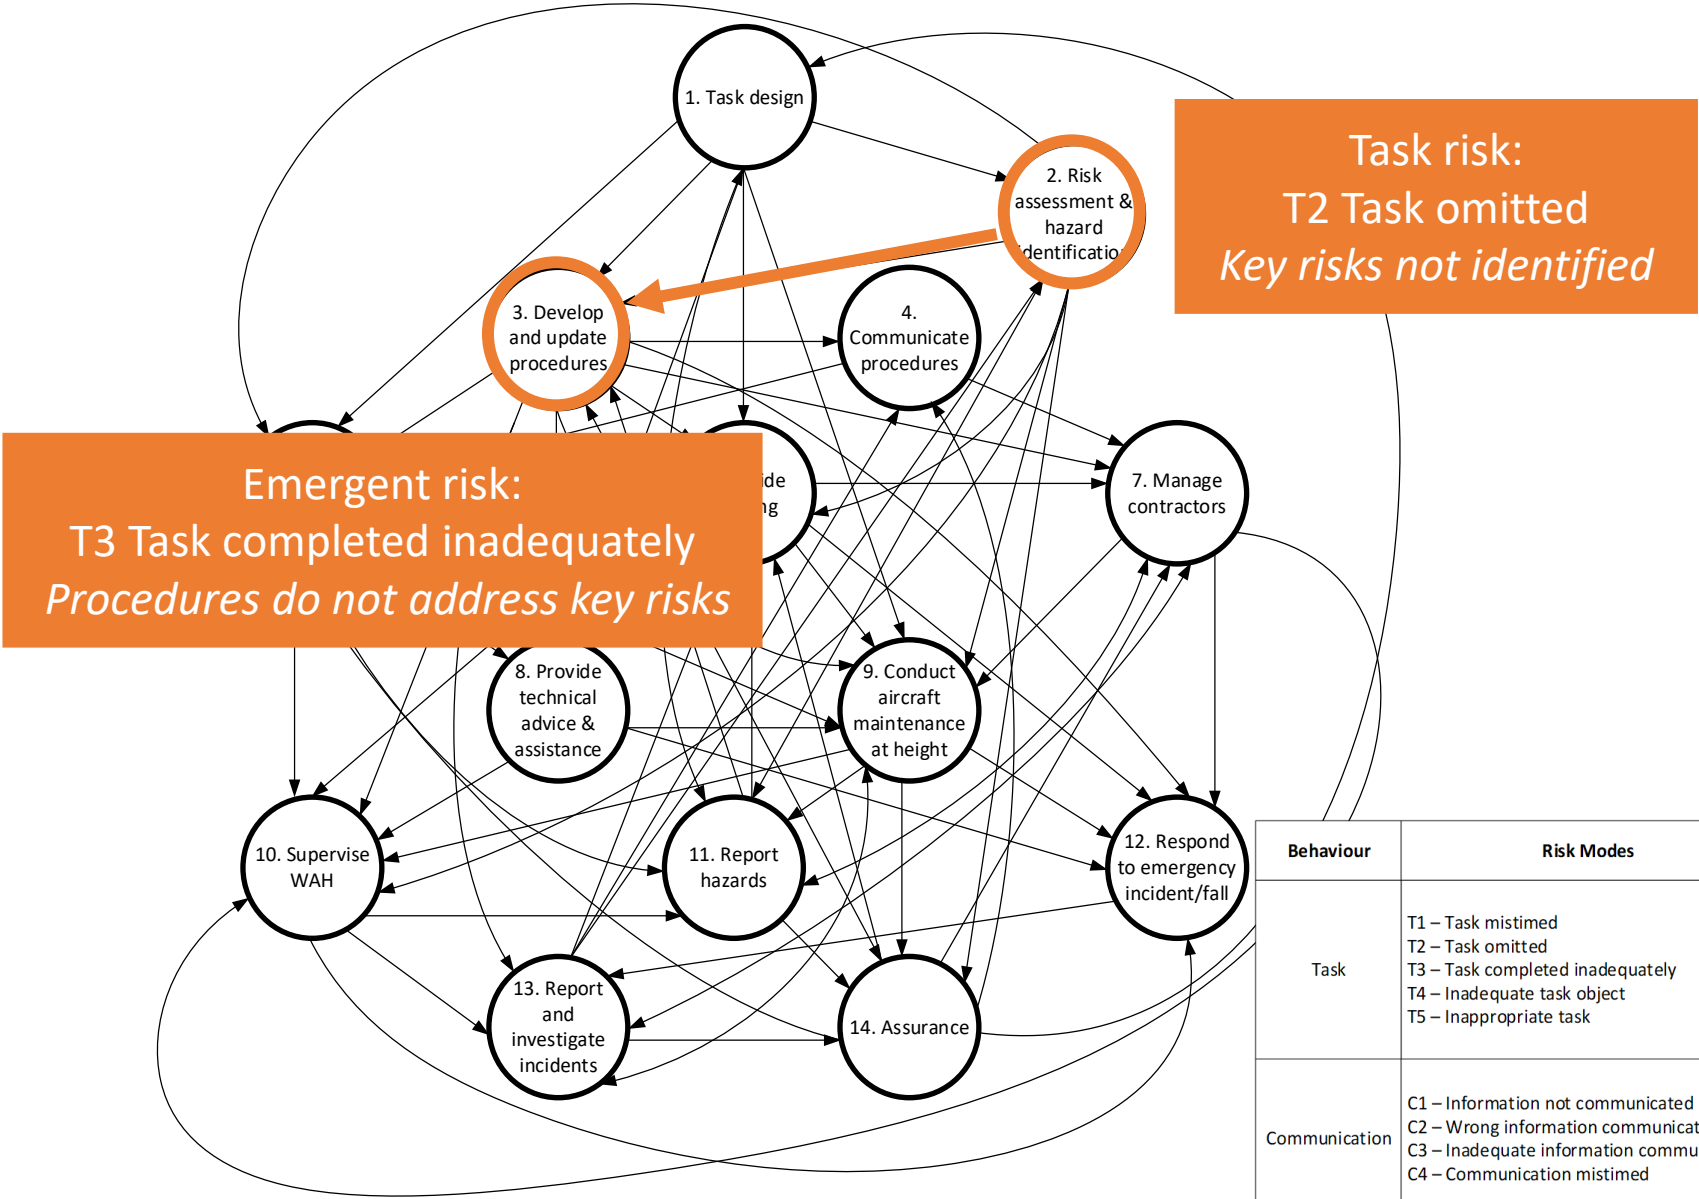 1. Task design
2. Risk
assessment &
hazard
identification
Task risk:
T2 Task omitted
Key risks not identified
3. Develop
and update
procedures
4.
Communicate
procedures
Emergent risk:
T3 Task completed inadequately
Procedures do not address key risks
7. Manage
contractors
8. Provide
technical
advice &
assistance
9. Conduct
aircraft
maintenance
at height
10. Supervise
WAH
11. Report
hazards
12. Respond
to emergency
incident/fall
13. Report
and
investigate
incidents
14. Assurance
Behaviour
Risk Modes
Task
T1 – Task mistimed
T2 – Task omitted
T3 – Task completed inadequately
T4 – Inadequate task object
T5 – Inappropriate task
Communication
C1 – Information not communicated
C2 – Wrong information
C3 – Inadequate information
C4 – Communication mistimed